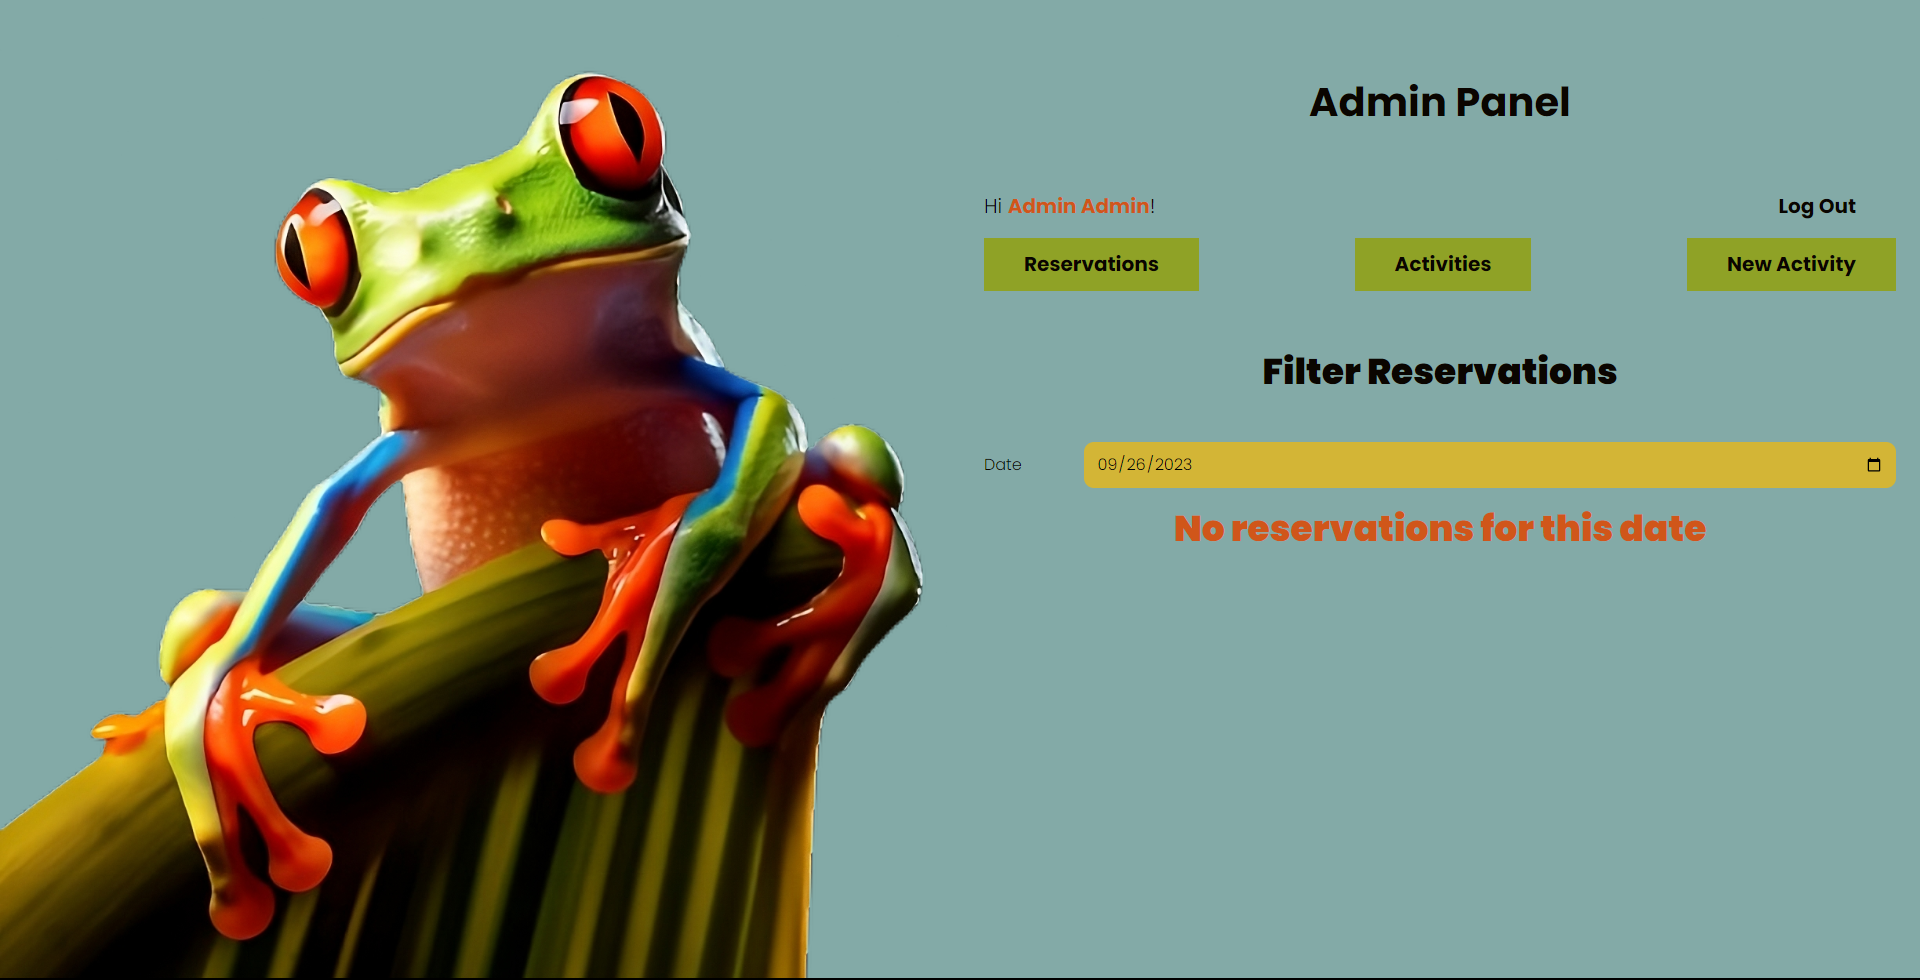 Admin Panel
Hi Admin Admin!
Log Out
Reservations
Activities
New Activity
Filter Reservations
Date
09/26/2023
No reservations for this date